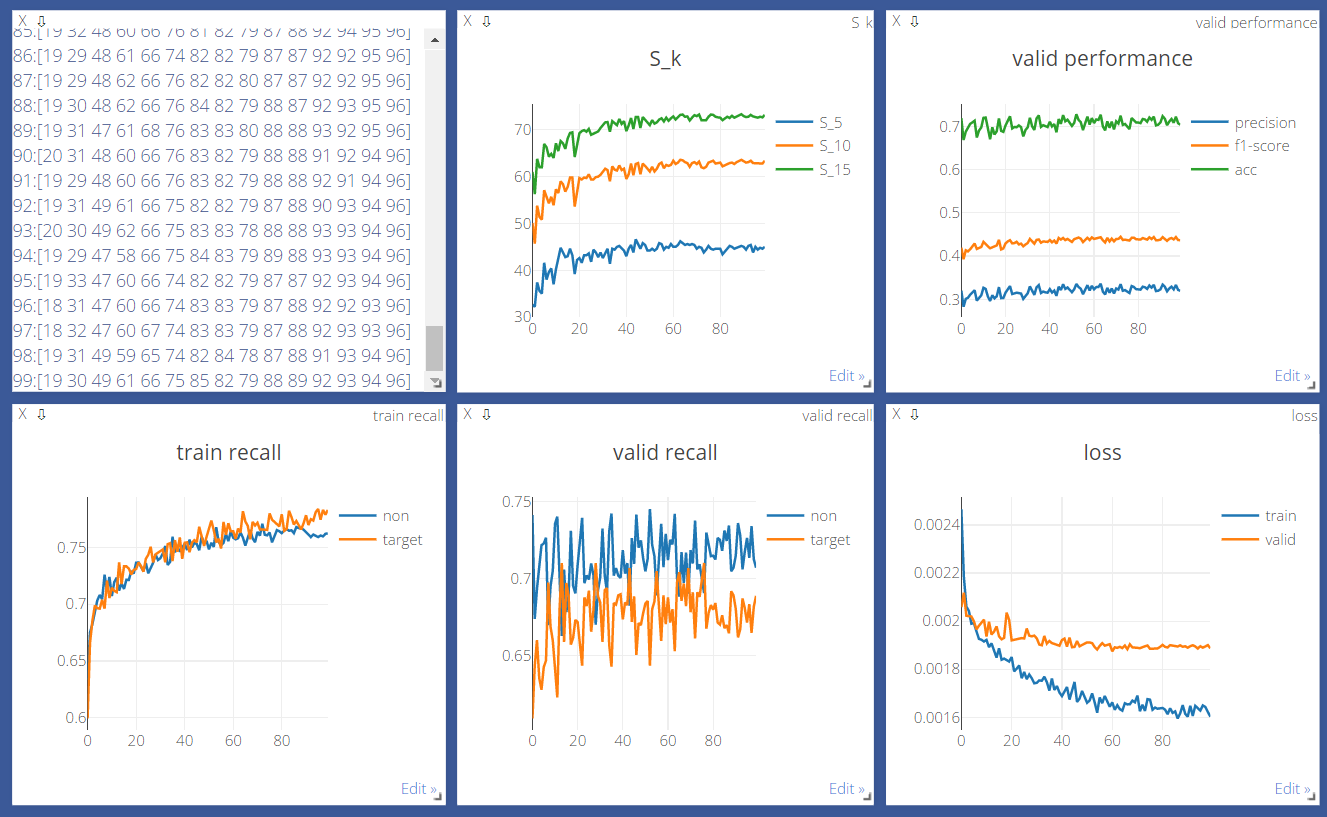 X ⇩
85:[19 32 48 60 66 76 81 82 79 87 88 92 94 95 96]
86:[19 29 48 61 66 74 82 82 79 87 87 92 92 95 96]
87:[19 29 48 62 66 76 82 82 80 87 87 92 92 95 96]
88:[19 30 48 62 66 76 84 82 79 88 87 92 93 95 96]
89:[19 31 47 61 68 76 83 83 80 88 88 93 92 95 96]
90:[20 31 48 60 66 76 83 82 79 88 88 91 92 94 96]
91:[19 29 48 60 66 76 83 82 79 88 88 92 91 94 96]
92:[19 31 49 61 66 75 82 82 79 87 88 90 93 94 96]
93:[20 30 49 62 66 75 83 83 78 88 88 93 93 94 96]
94:[19 29 47 58 66 75 84 83 79 89 88 93 93 94 96]
95:[19 33 47 60 66 74 82 82 79 87 87 92 93 94 96]
96:[18 31 47 60 66 74 83 83 79 87 88 92 92 93 96]
97:[18 32 47 60 67 74 83 83 79 87 88 92 93 93 96]
98:[19 31 49 59 65 74 82 84 78 87 88 91 93 94 96]
99:[19 30 49 61 66 75 85 82 79 88 89 92 93 94 96]
X ⇩ S_k
S_k
70
60
50
40
30
0 20 40 60 80
S_5
S_10
S_15
Edit »
X ⇩ valid performance
valid performance
0.7
0.6
0.5
0.4
0.3
0 20 40 60 80
precision
f1-score
acc
Edit »
X ⇩ train recall
train recall
0.75
0.7
0.65
0.6
0 20 40 60 80
non
target
Edit »
X ⇩ valid recall
valid recall
0.75
0.7
0.65
0 20 40 60 80
non
target
Edit »
X ⇩ loss
loss
0.0024
0.0022
0.002
0.0018
0.0016
0 20 40 60 80
train
valid
Edit »